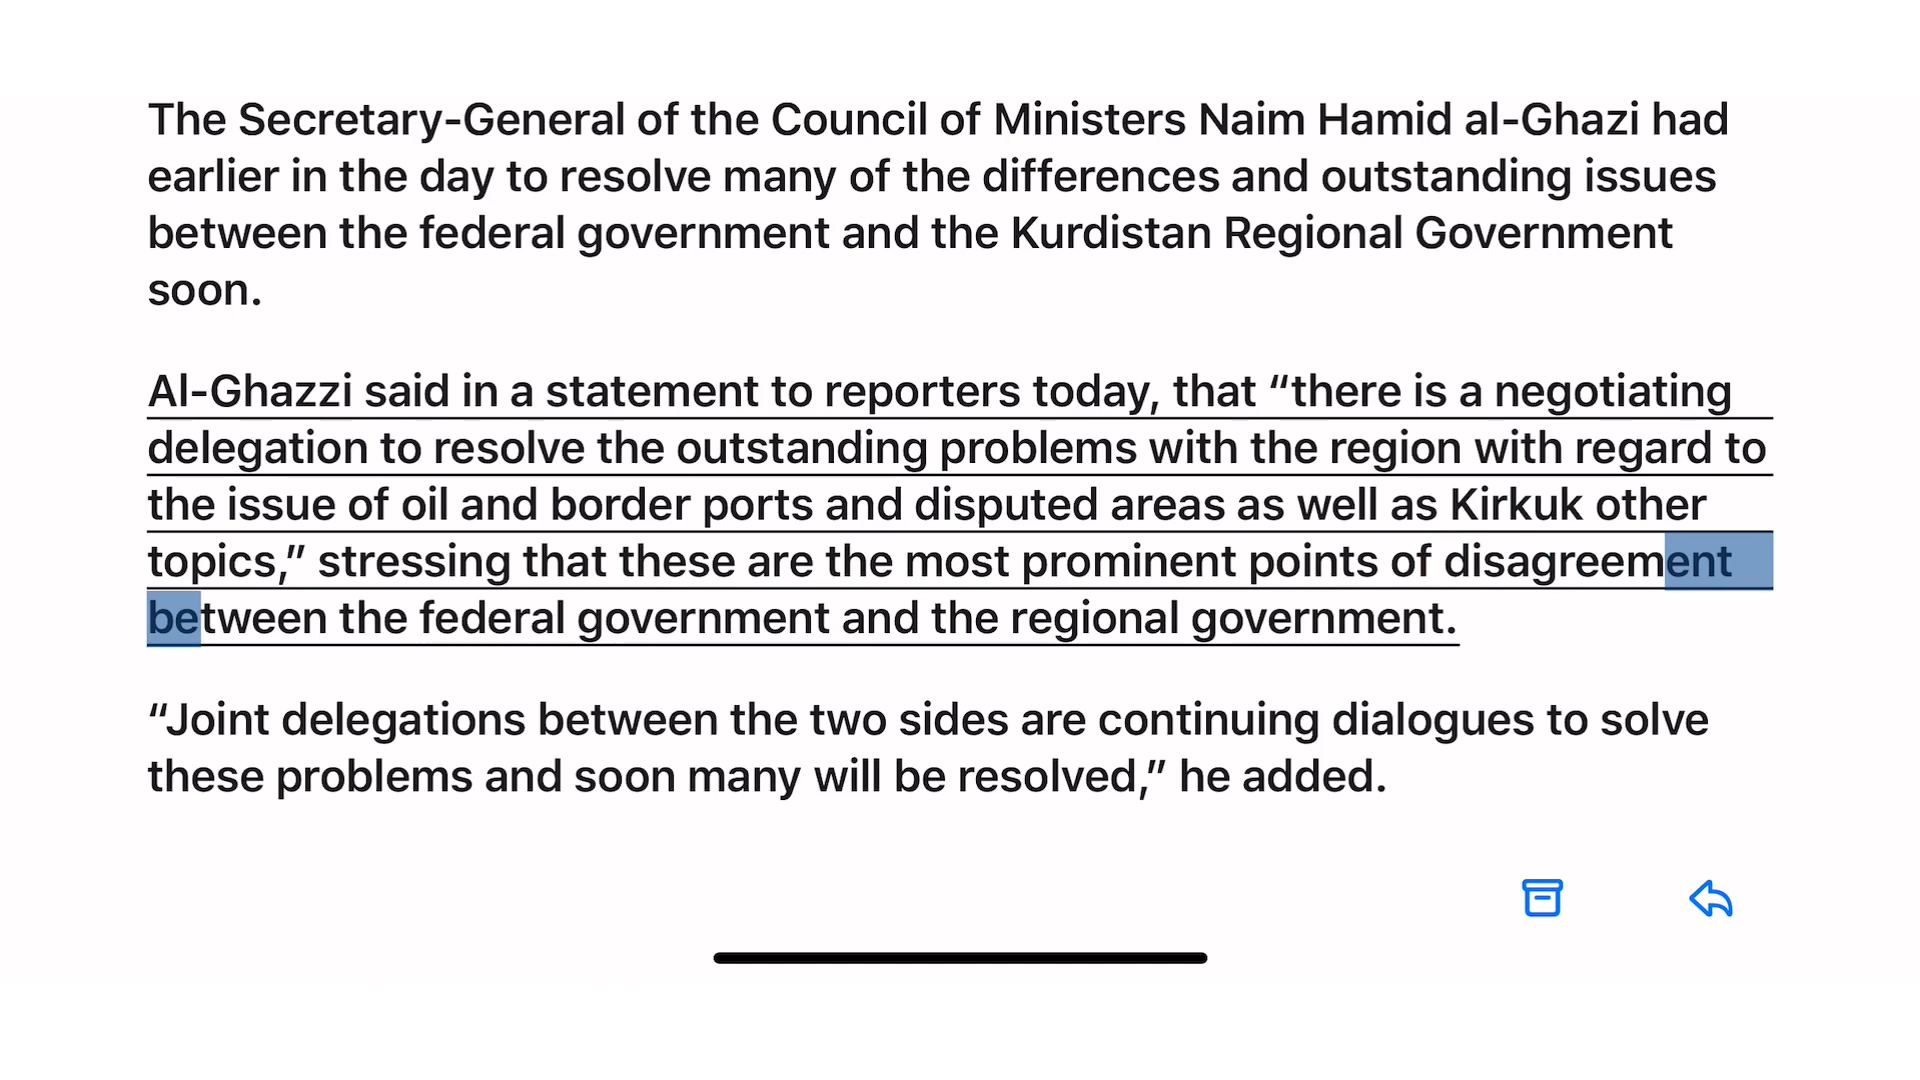 The Secretary-General of the Council of Ministers Naim Hamid al-Ghazi had
earlier in the day to resolve many of the differences and outstanding issues
between the federal government and the Kurdistan Regional Government
soon.
Al-Ghazzi said in a statement to reporters today, that “there is a negotiating
delegation to resolve the outstanding problems with the region with regard to
the issue of oil and border ports and disputed areas as well as Kirkuk other
topics,” stressing that these are the most prominent points of disagreement
between the federal government and the regional government.
“Joint delegations between the two sides are continuing dialogues to solve
these problems and soon many will be resolved,” he added.